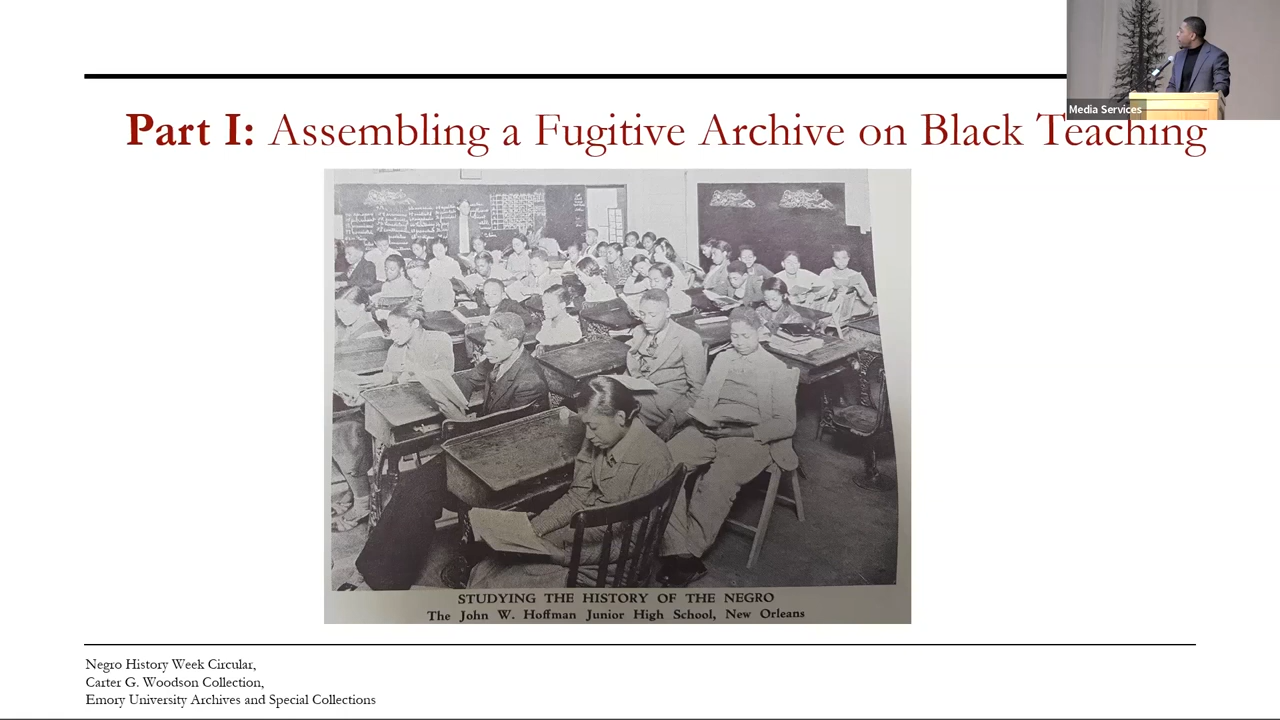 Media Services
Part I: Assembling a Fugitive Archive on Black Teaching
STUDYING THE HISTORY OF THE NEGRO
The John W. Hoffman Junior High School, New Orleans
Negro History Week Circular,
Carter G. Woodson Collection,
Emory University Archives and Special Collections